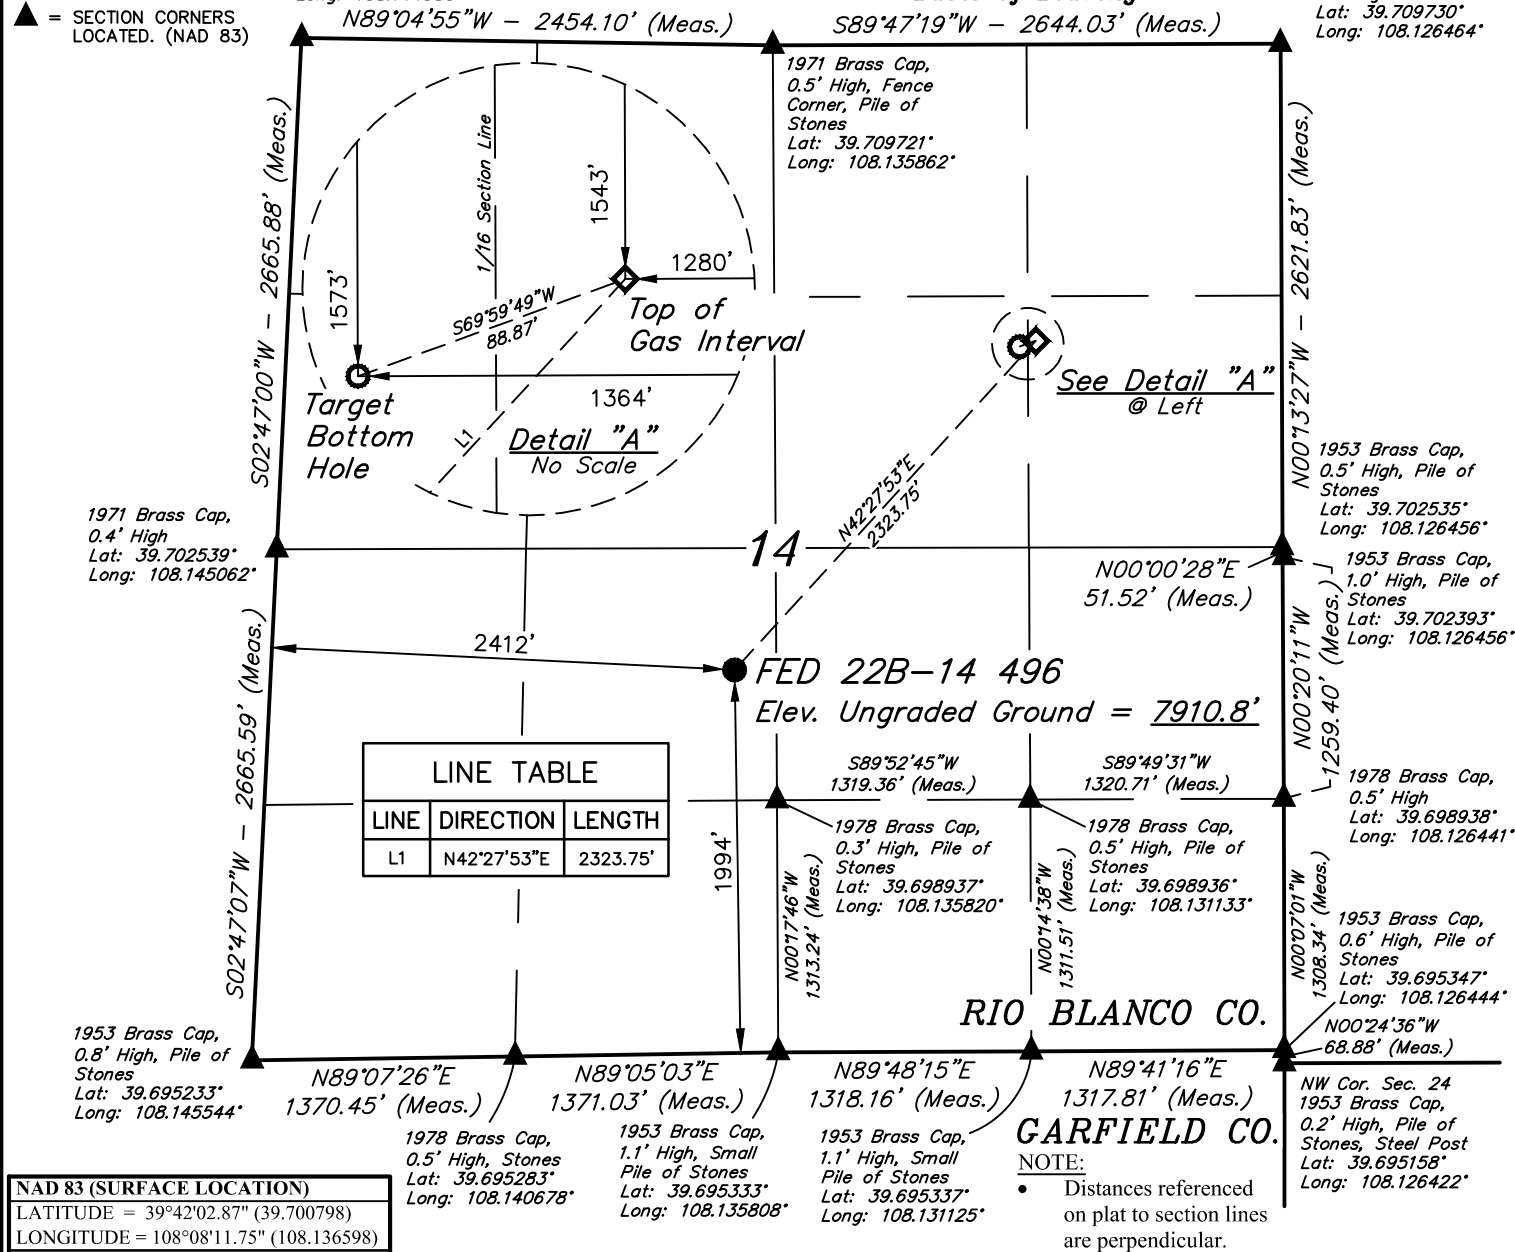 ▲ = SECTION CORNERS
LOCATED. (NAD 83)
N89°04'55"W - 2454.10' (Meas.)
S89°47'19"W - 2644.03' (Meas.)
Lat: 39.709730°
Long: 108.126464°
1971 Brass Cap,
0.5' High, Fence
Corner, Pile of
Stones
Lat: 39.709721°
Long: 108.135862°
S02°47'00"W - 2665.88' (Meas.)
1/16 Section Line
1573'
1543'
1280'
S69°59'49"W
88.87'
Top of
Gas Interval
1364'
Target
Bottom
Hole
L1
Detail "A"
No Scale
See Detail "A"
@ Left
N00°13'27"W - 2621.83' (Meas.)
1953 Brass Cap,
0.5' High, Pile of
Stones
Lat: 39.702535°
Long: 108.126456°
1971 Brass Cap,
0.4' High
Lat: 39.702539°
Long: 108.145062°
N42°27'53"E
2323.75'
14
N00°00'28"E
51.52' (Meas.)
1953 Brass Cap,
1.0' High, Pile of
Stones
Lat: 39.702393°
Long: 108.126456°
2412'
FED 22B-14 496
Elev. Ungraded Ground = 7910.8'
N00°20'11"W
1259.40' (Meas.)
S02°47'07"W - 2665.59' (Meas.)
LINE TABLE
LINE DIRECTION LENGTH
L1 N42°27'53"E 2323.75'
S89°52'45"W
1319.36' (Meas.)
S89°49'31"W
1320.71' (Meas.)
1978 Brass Cap,
0.5' High
Lat: 39.698938°
Long: 108.126441°
1994'
1978 Brass Cap,
0.3' High, Pile of
Stones
Lat: 39.698937°
Long: 108.135820°
1978 Brass Cap,
0.5' High, Pile of
Stones
Lat: 39.698936°
Long: 108.131133°
N00°17'46"W
1313.24' (Meas.)
N00°14'38"W
1311.51' (Meas.)
N00°07'01"W
1308.34' (Meas.)
1953 Brass Cap,
0.6' High, Pile of
Stones
Lat: 39.695347°
Long: 108.126444°
RIO BLANCO CO.
N00°24'36"W
68.88' (Meas.)
1953 Brass Cap,
0.8' High, Pile of
Stones
Lat: 39.695233°
Long: 108.145544°
N89°07'26"E
1370.45' (Meas.)
N89°05'03"E
1371.03' (Meas.)
N89°48'15"E
1318.16' (Meas.)
N89°41'16"E
1317.81' (Meas.)
GARFIELD CO.
NW Cor. Sec. 24
1953 Brass Cap,
0.2' High, Pile of
Stones, Steel Post
Lat: 39.695158°
Long: 108.126422°
1978 Brass Cap,
0.5' High, Stones
Lat: 39.695283°
Long: 108.140678°
1953 Brass Cap,
1.1' High, Small
Pile of Stones
Lat: 39.695333°
Long: 108.135808°
1953 Brass Cap,
1.1' High, Small
Pile of Stones
Lat: 39.695337°
Long: 108.131125°
NOTE:
• Distances referenced
on plat to section lines
are perpendicular.
NAD 83 (SURFACE LOCATION)
LATITUDE = 39°42'02.87" (39.700798)
LONGITUDE = 108°08'11.75" (108.136598)